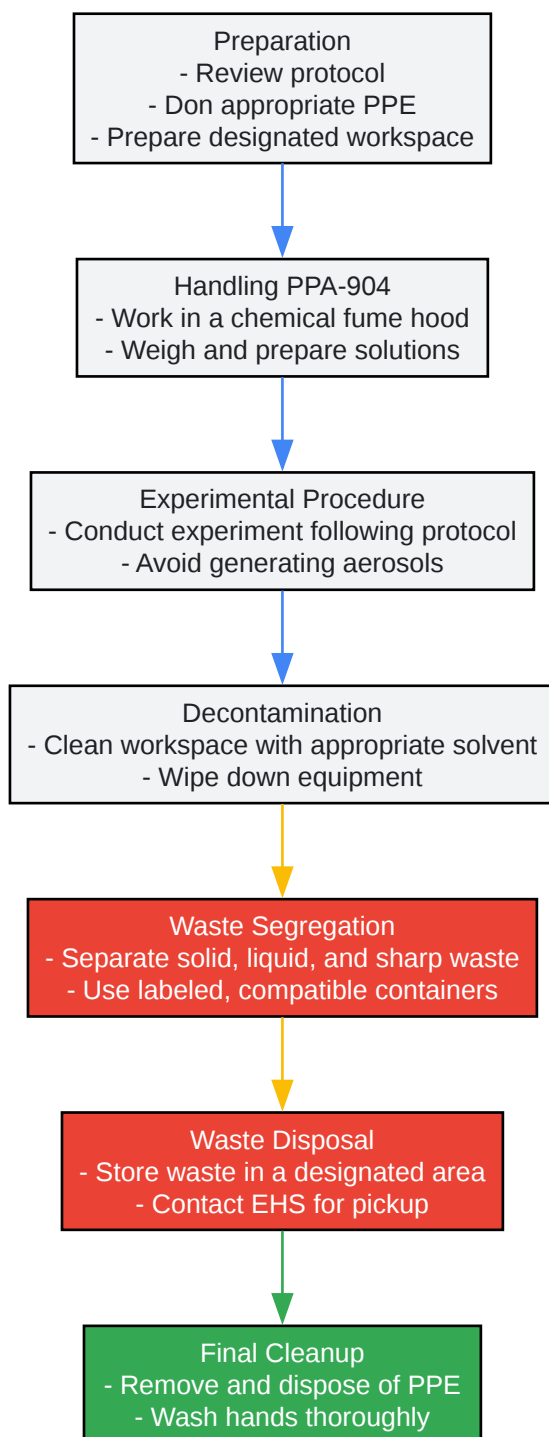 Preparation
- Review protocol
- Don appropriate PPE
- Prepare designated workspace
Handling PPA-904
- Work in a chemical fume hood
- Weigh and prepare solutions
Experimental Procedure
- Conduct experiment following protocol
- Avoid generating aerosols
Decontamination
- Clean workspace with appropriate solvent
- Wipe down equipment
Waste Segregation
- Separate solid, liquid, and sharp waste
- Use labeled, compatible containers
Waste Disposal
- Store waste in a designated area
- Contact EHS for pickup
Final Cleanup
- Remove and dispose of PPE
- Wash hands thoroughly